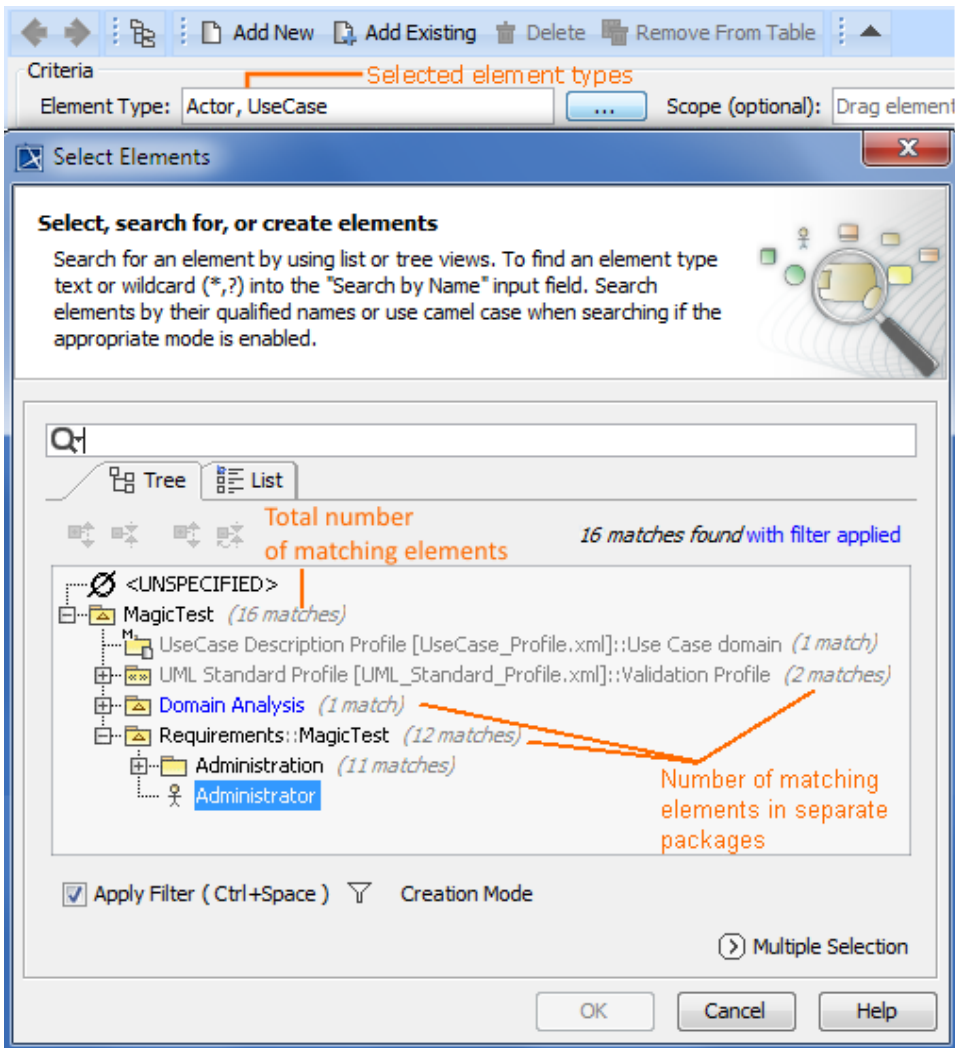 Add New Add Existing Delete Remove From Table
Criteria
Selected element types
Element Type: Actor, UseCase ... Scope (optional): Drag element
Select Elements
Select, search for, or create elements
Search for an element by using list or tree views. To find an element type
text or wildcard (*,?) into the "Search by Name" input field. Search
elements by their qualified names or use camel case when searching if the
appropriate mode is enabled.
Tree List
Total number
of matching elements
16 matches found with filter applied
<UNSPECIFIED>
MagicTest (16 matches)
UseCase Description Profile [UseCase_Profile.xml]::Use Case domain (1 match)
UML Standard Profile [UML_Standard_Profile.xml]::Validation Profile (2 matches)
Domain Analysis (1 match)
Requirements::MagicTest (12 matches)
Administration (11 matches)
Administrator
Number of matching
elements in separate
packages
Apply Filter ( Ctrl+Space ) Creation Mode
Multiple Selection
OK Cancel Help